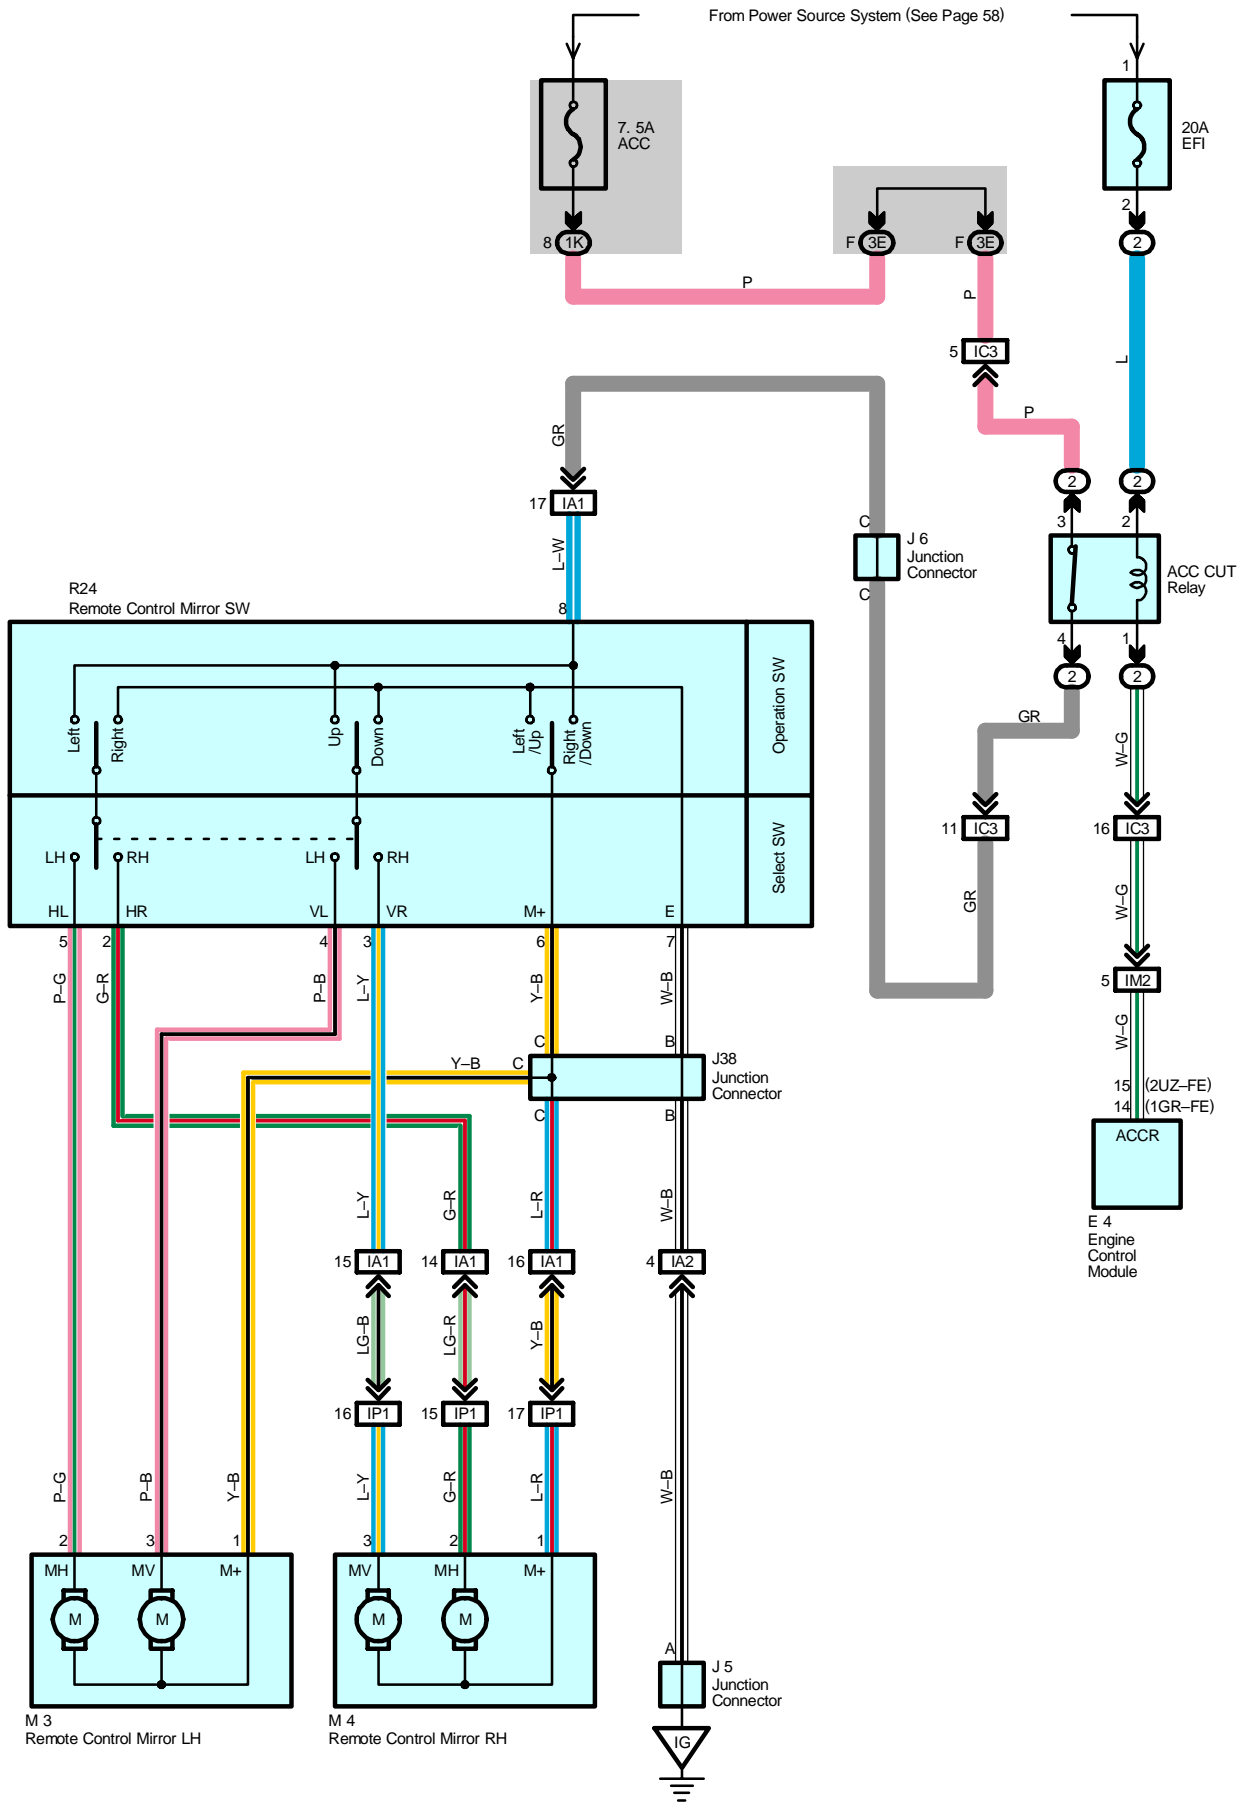 From Power Source System (See Page 58)
1
7. 5A
ACC
20A
EFI
2
8 1K
F 3E
F 3E
2
P
P
5 IC3
L
P
GR
17 IA1
2
2
3
2
C
J 6
Junction
Connector
C
L–W
ACC CUT
Relay
R24
Remote Control Mirror SW
8
4
1
2
2
Left
Right
Up
Down
Left
/Up
Right
/Down
Operation SW
GR
W–G
11 IC3
16 IC3
LH
RH
LH
RH
Select SW
GR
W–G
HL
HR
VL
VR
M+
E
5
2
4
3
6
7
P–G
G–R
P–B
L–Y
Y–B
W–B
5 IM2
W–G
C
B
Y–B
C
J38
Junction
Connector
C
B
15 (2UZ–FE)
14 (1GR–FE)
ACCR
E 4
Engine
Control
Module
L–Y
G–R
L–R
W–B
15 IA1
14 IA1
16 IA1
4 IA2
LG–B
LG–R
Y–B
16 IP1
15 IP1
17 IP1
P–G
P–B
Y–B
L–Y
G–R
L–R
W–B
2
3
1
3
2
1
MH
MV
M+
MV
MH
M+
M
M
M
M
A
J 5
Junction
Connector
M 3
Remote Control Mirror LH
M 4
Remote Control Mirror RH
IG